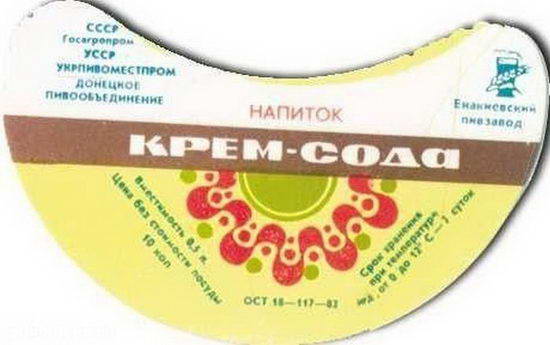 СССР
Госагропром
УССР
УКРПИВОМЕСТПРОМ
ДОНЕЦКОЕ
ПИВООБЪЕДИНЕНИЕ
Енакиевский
пивзавод
НАПИТОК
КРЕМ-СОДА
Вместимость 0,5 л.
Цена без стоимости посуды
10 коп
ОСТ 18—117—82
Срок хранения
при температуре
от 0 до 12° С — 7 суток